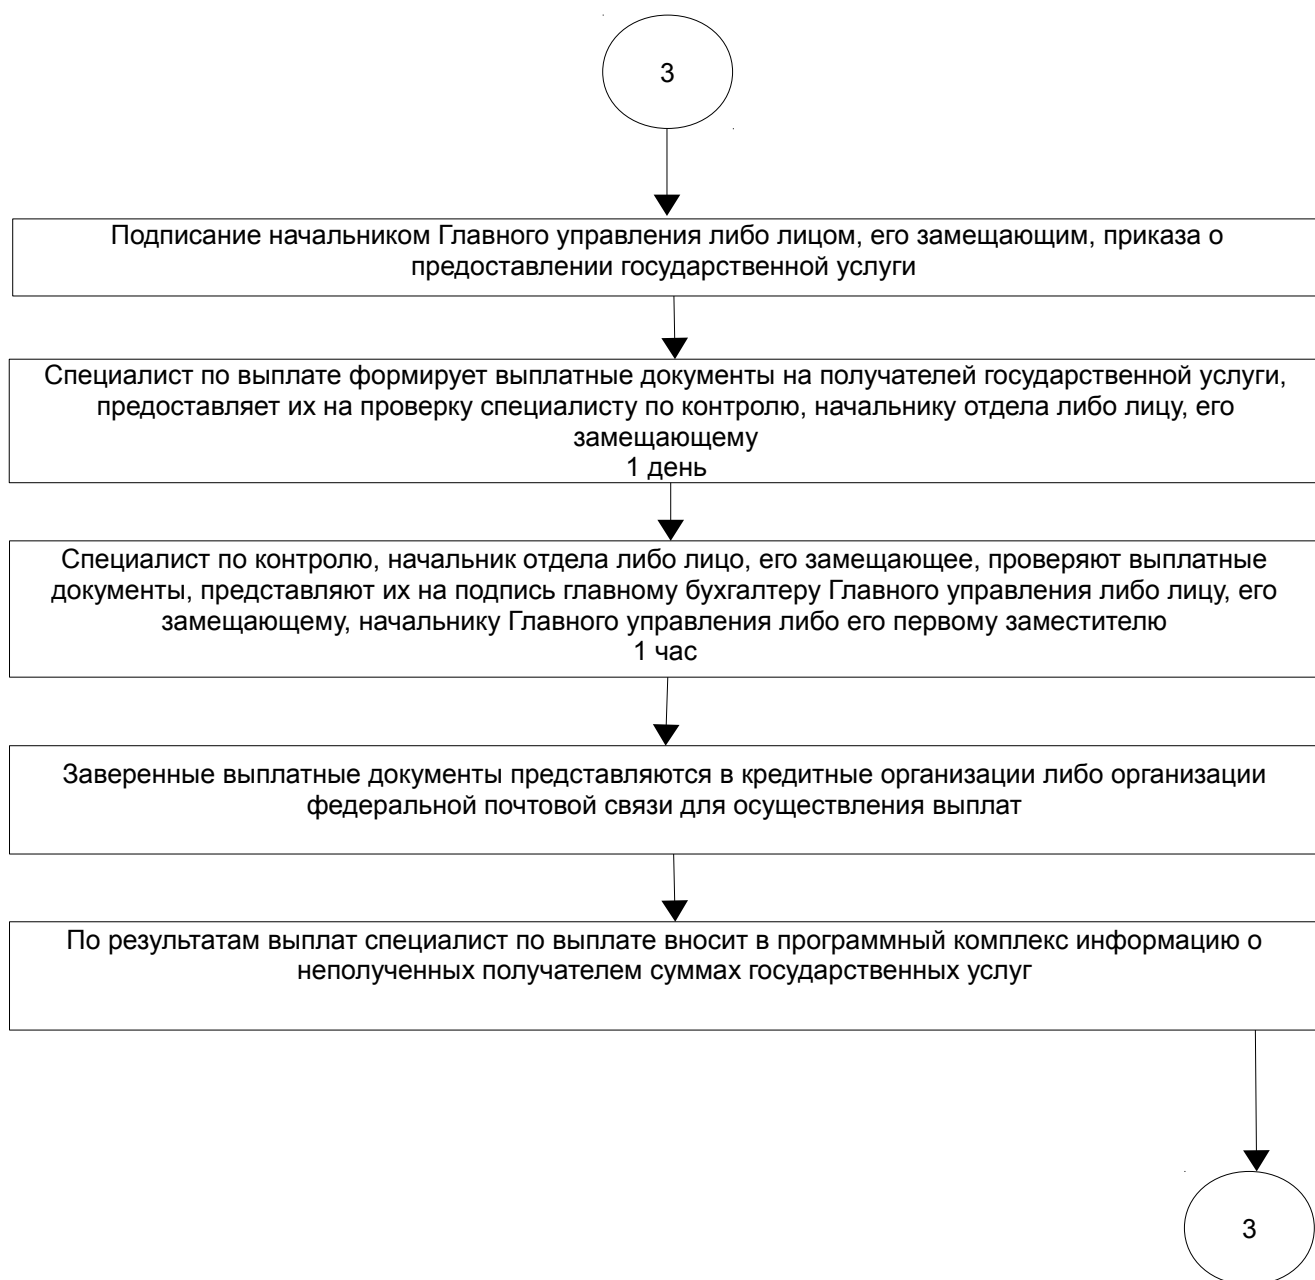 3
Подписание начальником Главного управления либо лицом, его замещающим, приказа о
предоставлении государственной услуги
Специалист по выплате формирует выплатные документы на получателей государственной услуги,
предоставляет их на проверку специалисту по контролю, начальнику отдела либо лицу, его
замещающему
1 день
Специалист по контролю, начальник отдела либо лицо, его замещающее, проверяют выплатные
документы, представляют их на подпись главному бухгалтеру Главного управления либо лицу, его
замещающему, начальнику Главного управления либо его первому заместителю
1 час
Заверенные выплатные документы представляются в кредитные организации либо организации
федеральной почтовой связи для осуществления выплат
По результатам выплат специалист по выплате вносит в программный комплекс информацию о
неполученных получателем суммах государственных услуг
3